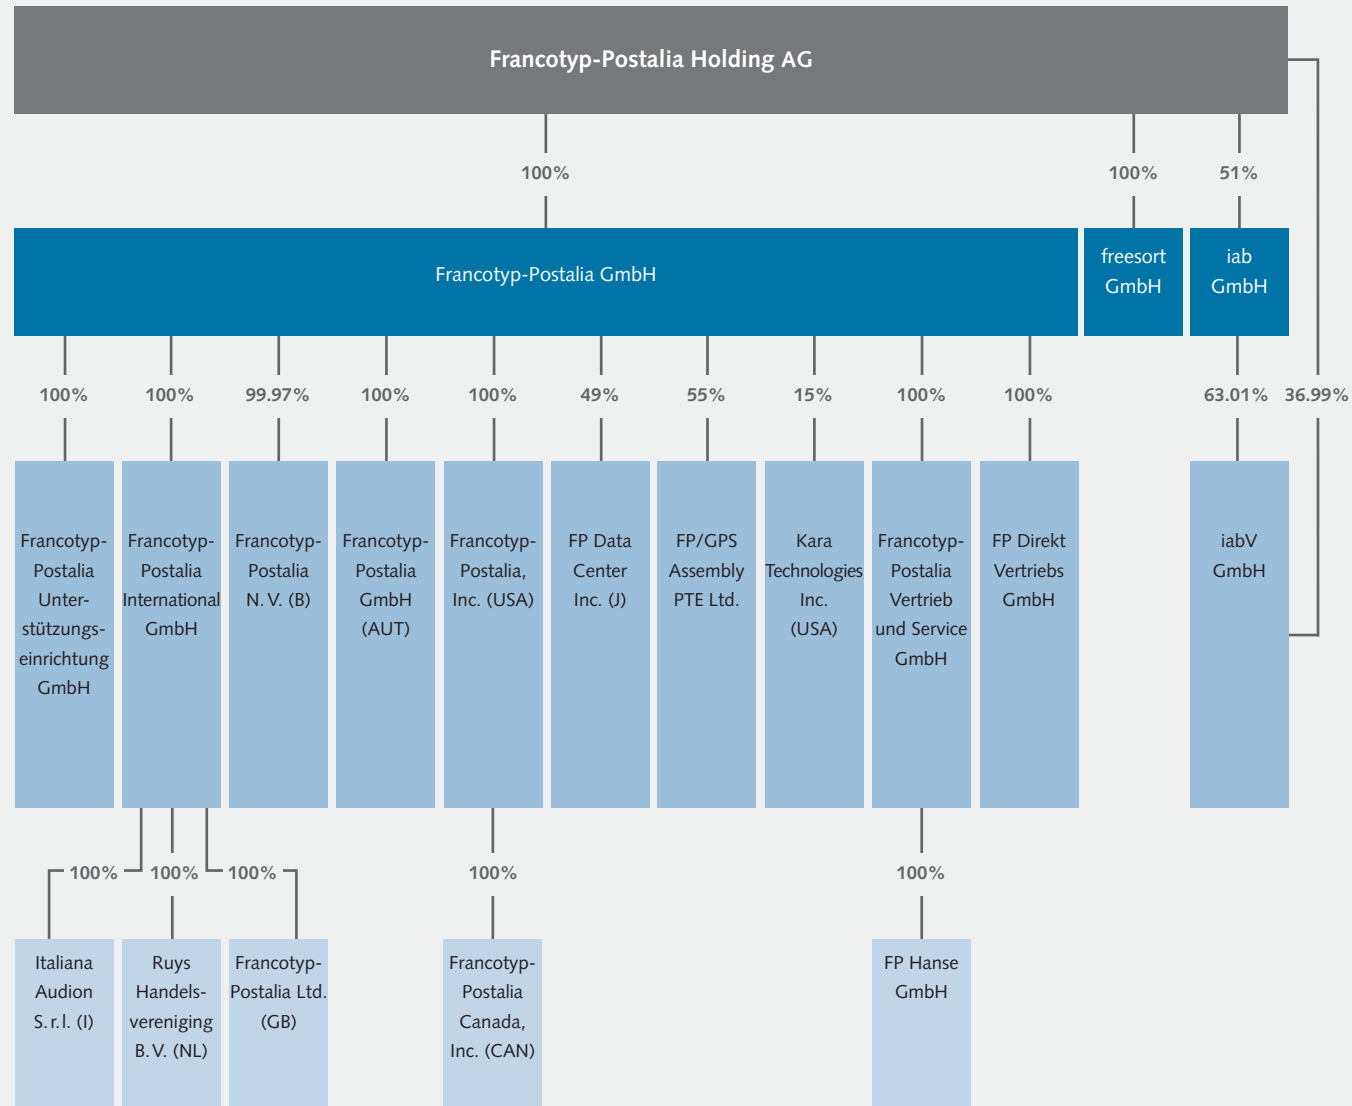 Francotyp-Postalia Holding AG
100%
100%
51%
Francotyp-Postalia GmbH
freesort
GmbH
iab
GmbH
100%
100%
99.97%
100%
100%
49%
55%
15%
100%
100%
63.01%
36.99%
Francotyp-
Postalia
Unter-
stützungs-
einrichtung
GmbH
Francotyp-
Postalia
International
GmbH
Francotyp-
Postalia
N. V. (B)
Francotyp-
Postalia
GmbH
(AUT)
Francotyp-
Postalia,
Inc. (USA)
FP Data
Center
Inc. (J)
FP/GPS
Assembly
PTE Ltd.
Kara
Technologies
Inc.
(USA)
Francotyp-
Postalia
Vertrieb
und Service
GmbH
FP Direkt
Vertriebs
GmbH
iabV
GmbH
100%
100%
100%
100%
100%
Italiana
Audion
S. r. l. (I)
Ruys
Handels-
vereniging
B. V. (NL)
Francotyp-
Postalia Ltd.
(GB)
Francotyp-
Postalia
Canada,
Inc. (CAN)
FP Hanse
GmbH